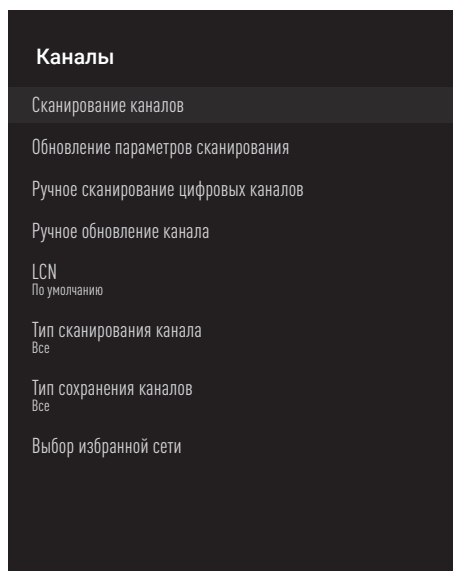 Каналы
Сканирование каналов
Обновление параметров сканирования
Ручное сканирование цифровых каналов
Ручное обновление канала
LCN
По умолчанию
Тип сканирования канала
Все
Тип сохранения каналов
Все
Выбор избранной сети